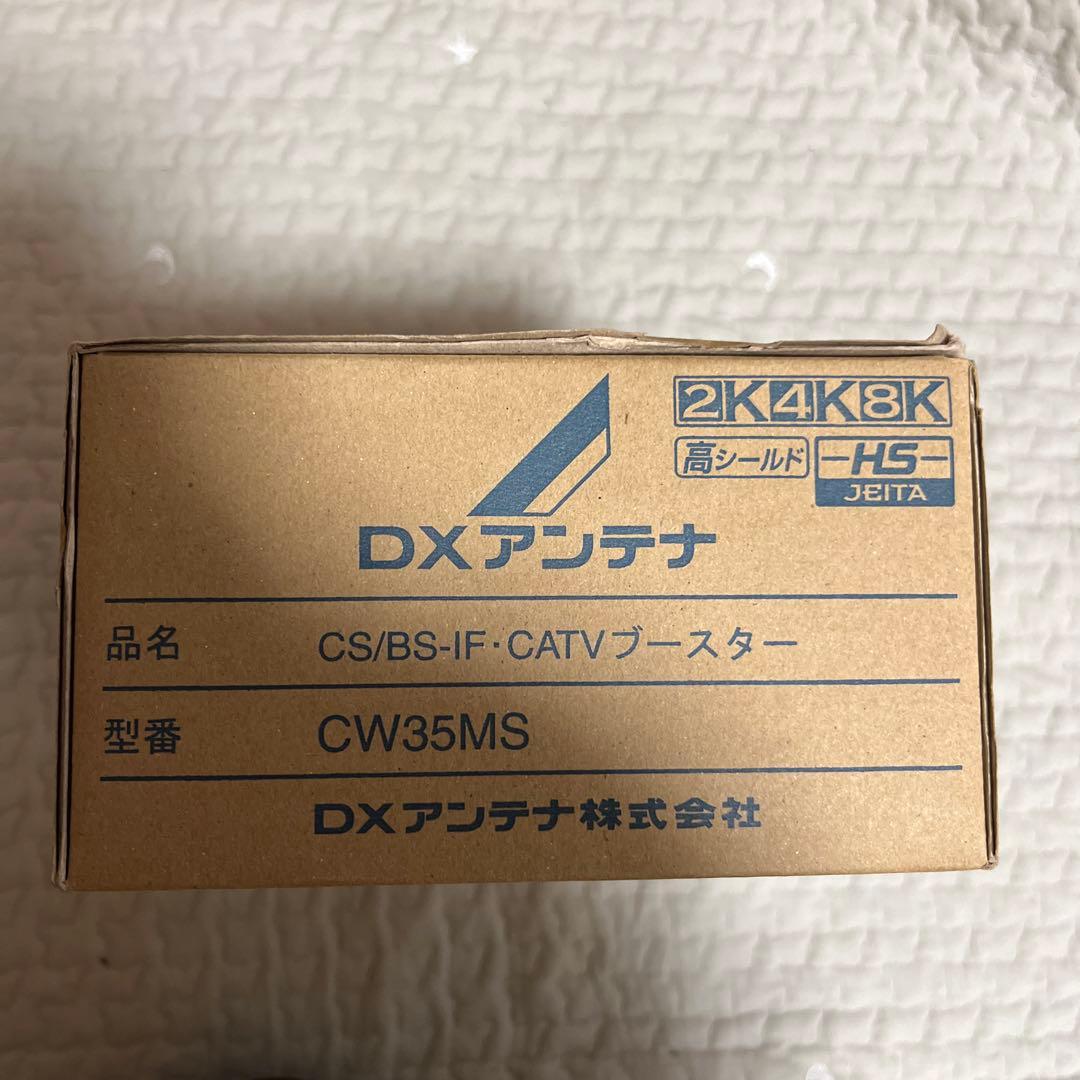 2K4K8K
高シールド
HS
JEITA
DXアンテナ
品名 CS/BS-IF・CATVブースター
型番 CW35MS
DXアンテナ株式会社